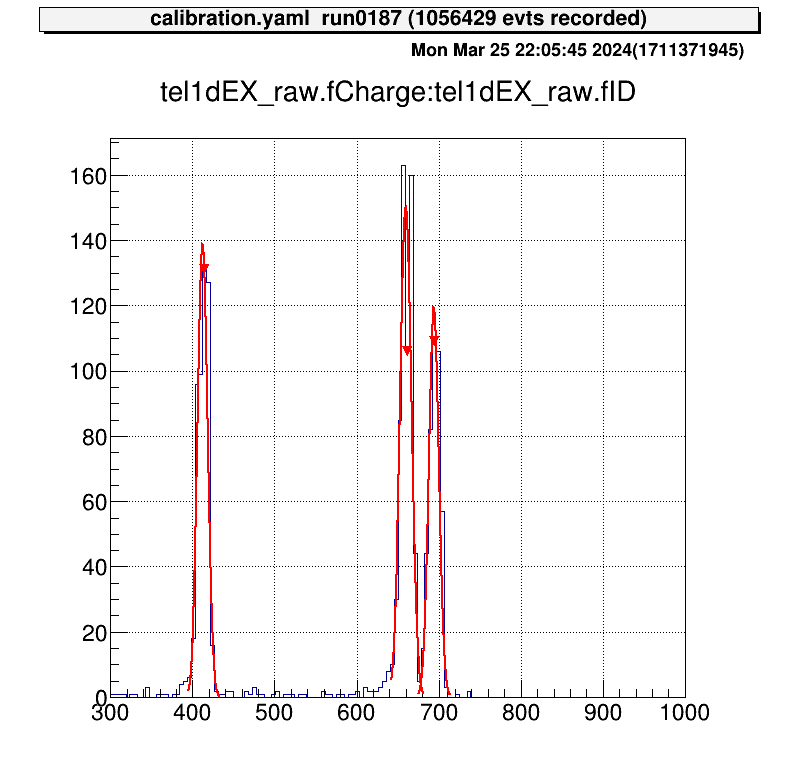 calibration.yaml run0187 (1056429 evts recorded)
Mon Mar 25 22:05:45 2024(1711371945)
tel1dEX_raw.fCharge:tel1dEX_raw.fID
160
140
120
100
80
60
40
20
0
300 400 500 600 700 800 900 1000